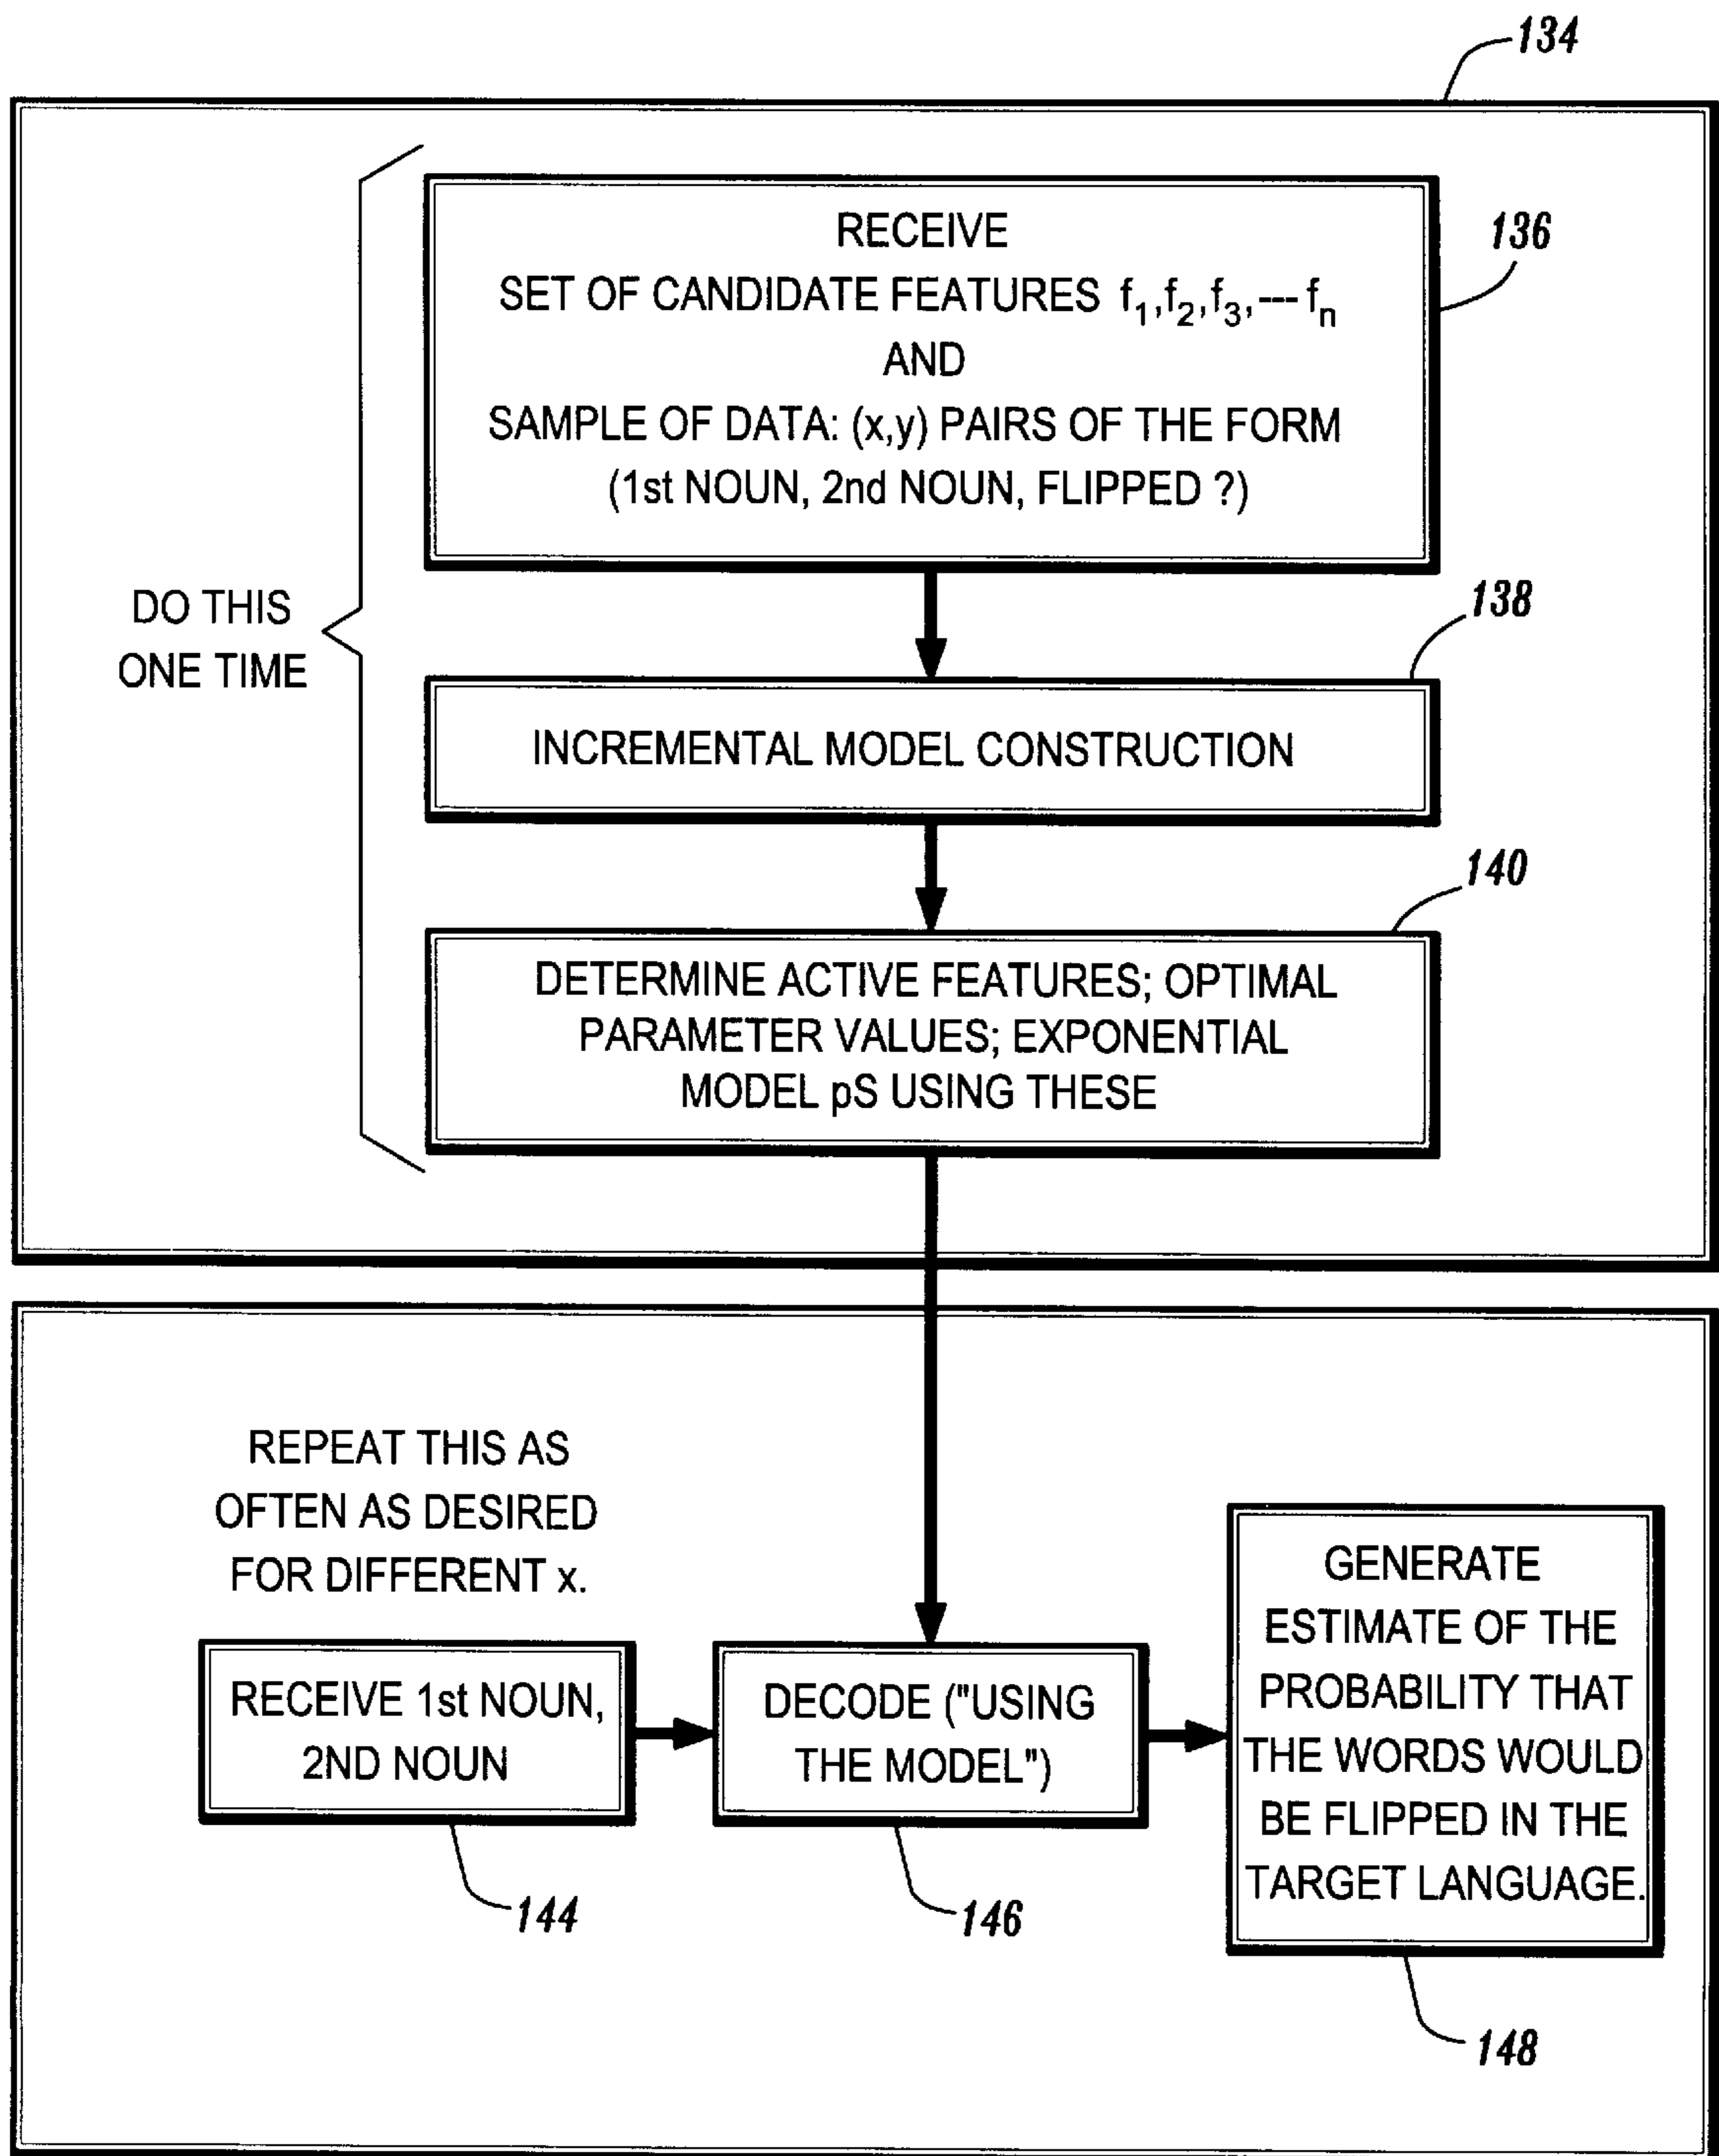 134
RECEIVE
SET OF CANDIDATE FEATURES f₁,f₂,f₃,--- fₙ
AND
SAMPLE OF DATA: (x,y) PAIRS OF THE FORM
(1st NOUN, 2nd NOUN, FLIPPED ?)
136
DO THIS
ONE TIME
138
INCREMENTAL MODEL CONSTRUCTION
140
DETERMINE ACTIVE FEATURES; OPTIMAL
PARAMETER VALUES; EXPONENTIAL
MODEL pS USING THESE
REPEAT THIS AS
OFTEN AS DESIRED
FOR DIFFERENT x.
RECEIVE 1st NOUN,
2ND NOUN
144
DECODE ("USING
THE MODEL")
146
GENERATE
ESTIMATE OF THE
PROBABILITY THAT
THE WORDS WOULD
BE FLIPPED IN THE
TARGET LANGUAGE.
148